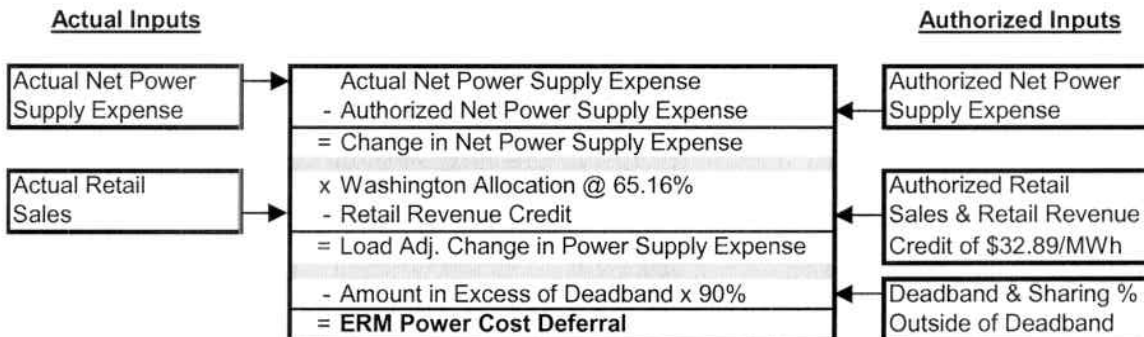 Actual Inputs
Authorized Inputs
Actual Net Power
Supply Expense
Actual Net Power Supply Expense
- Authorized Net Power Supply Expense
= Change in Net Power Supply Expense
Authorized Net Power
Supply Expense
Actual Retail
Sales
x Washington Allocation @ 65.16%
- Retail Revenue Credit
= Load Adj. Change in Power Supply Expense
Authorized Retail
Sales & Retail Revenue
Credit of $32.89/MWh
- Amount in Excess of Deadband x 90%
= ERM Power Cost Deferral
Deadband & Sharing %
Outside of Deadband